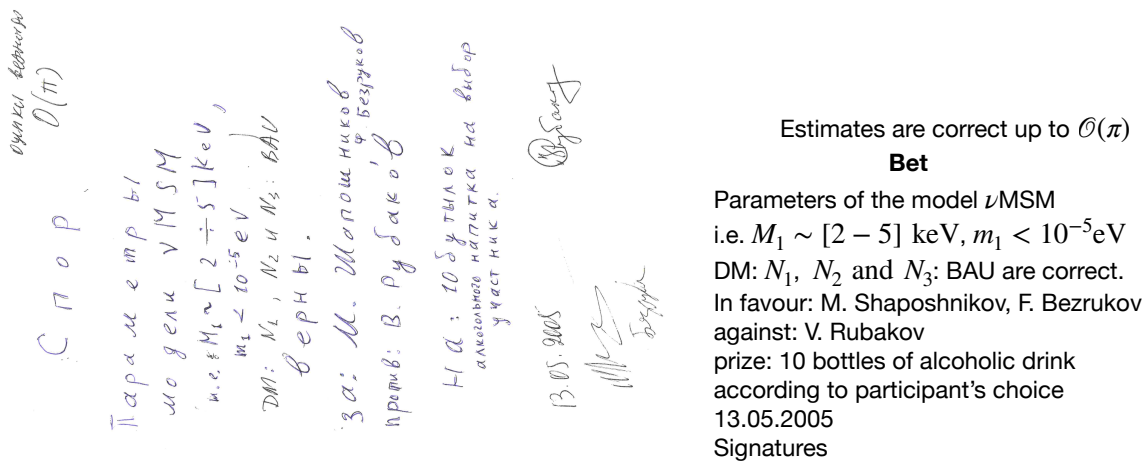 оценки верны до
O(π)
Спор
Параметры
модели νMSM
и.е. M₁ ~ [2 ÷ 5] keV,
m₁ < 10⁻⁵ eV
DM: N₁, N₂ и N₃: BAU
верны.
За: М. Шапошников
Ф Безруков
против: В. Рубаков
На: 10 бутылок
алкогольного напитка на выбор
участника.
13.05.2005
Estimates are correct up to 𝒪(π)
Bet
Parameters of the model νMSM
i.e. M₁ ∼ [2 − 5] keV, m₁ < 10⁻⁵eV
DM: N₁, N₂ and N₃: BAU are correct.
In favour: M. Shaposhnikov, F. Bezrukov
against: V. Rubakov
prize: 10 bottles of alcoholic drink
according to participant's choice
13.05.2005
Signatures